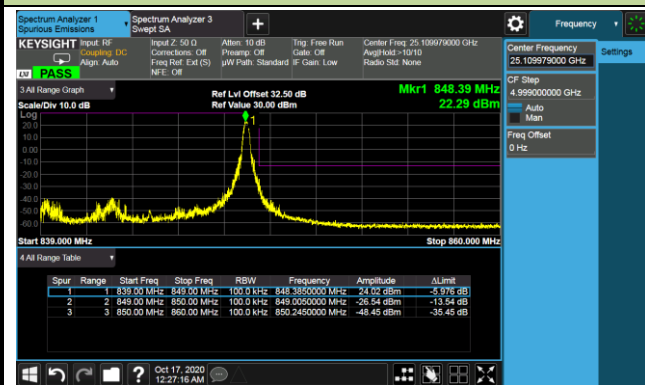 Spectrum Analyzer 1
Spurious Emissions
Spectrum Analyzer 3
Swept SA
Frequency
KEYSIGHT
Input: RF
Coupling: DC
Align: Auto
Input Z: 50 Ω
Corrections: Off
Freq Ref: Ext (S)
NFE: Off
Atten: 10 dB
Preamp: Off
µW Path: Standard
Trig: Free Run
Gate: Off
IF Gain: Low
Center Freq: 25.109979000 GHz
Avg|Hold:>10/10
Radio Std: None
LXI PASS
3 All Range Graph
Scale/Div 10.0 dB
Ref Lvl Offset 32.50 dB
Ref Value 30.00 dBm
Mkr1 848.39 MHz
22.29 dBm
Log
20.0
10.0
0.00
-10.0
-20.0
-30.0
-40.0
-50.0
-60.0
1
Start 839.000 MHz
Stop 860.000 MHz
4 All Range Table
Spur Range Start Freq Stop Freq RBW Frequency Amplitude ΔLimit
1 1 839.00 MHz 849.00 MHz 100.0 kHz 848.3850000 MHz 24.02 dBm -5.976 dB
2 2 849.00 MHz 850.00 MHz 100.0 kHz 849.0050000 MHz -26.54 dBm -13.54 dB
3 3 850.00 MHz 860.00 MHz 100.0 kHz 850.2450000 MHz -48.45 dBm -35.45 dB
Oct 17, 2020
12:27:16 AM
Center Frequency
25.109979000 GHz
Settings
CF Step
4.999000000 GHz
Auto
Man
Freq Offset
0 Hz